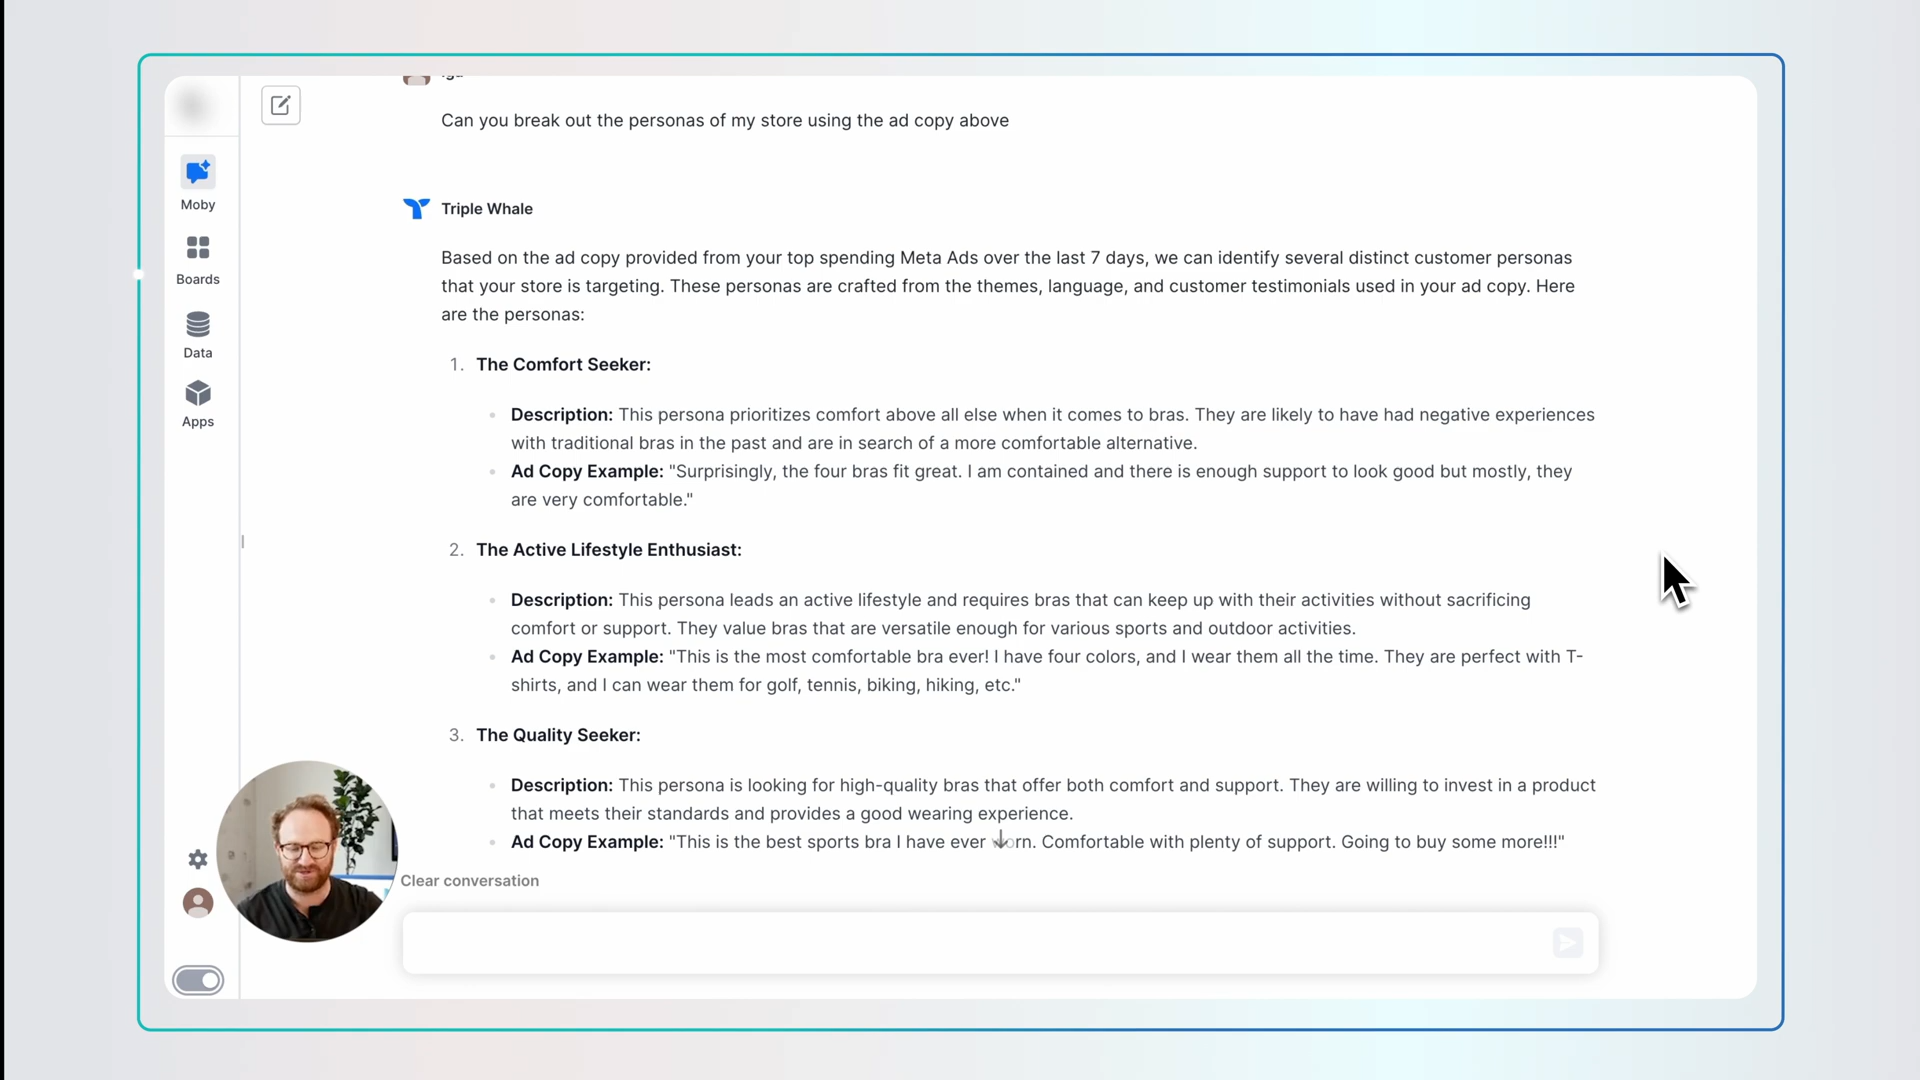 Can you break out the personas of my store using the ad copy above
Moby
Triple Whale
Based on the ad copy provided from your top spending Meta Ads over the last 7 days, we can identify several distinct customer personas
that your store is targeting. These personas are crafted from the themes, language, and customer testimonials used in your ad copy. Here
are the personas:
Boards
Data
Apps
1. The Comfort Seeker:
Description: This persona prioritizes comfort above all else when it comes to bras. They are likely to have had negative experiences
with traditional bras in the past and are in search of a more comfortable alternative.
Ad Copy Example: "Surprisingly, the four bras fit great. I am contained and there is enough support to look good but mostly, they
are very comfortable."
2. The Active Lifestyle Enthusiast:
Description: This persona leads an active lifestyle and requires bras that can keep up with their activities without sacrificing
comfort or support. They value bras that are versatile enough for various sports and outdoor activities.
Ad Copy Example: "This is the most comfortable bra ever! I have four colors, and I wear them all the time. They are perfect with T-
shirts, and I can wear them for golf, tennis, biking, hiking, etc."
3. The Quality Seeker:
Description: This persona is looking for high-quality bras that offer both comfort and support. They are willing to invest in a product
that meets their standards and provides a good wearing experience.
Ad Copy Example: "This is the best sports bra I have ever worn. Comfortable with plenty of support. Going to buy some more!!!"
Clear conversation